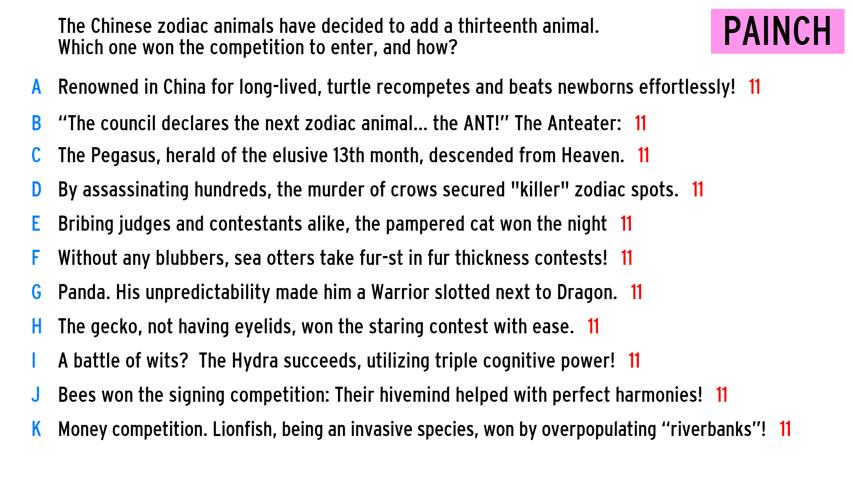 The Chinese zodiac animals have decided to add a thirteenth animal.
Which one won the competition to enter, and how?
PAINCH
A Renowned in China for long-lived, turtle recompetes and beats newborns effortlessly! 11
B “The council declares the next zodiac animal... the ANT!” The Anteater: 11
C The Pegasus, herald of the elusive 13th month, descended from Heaven. 11
D By assassinating hundreds, the murder of crows secured "killer" zodiac spots. 11
E Bribing judges and contestants alike, the pampered cat won the night 11
F Without any blubbers, sea otters take fur-st in fur thickness contests! 11
G Panda. His unpredictability made him a Warrior slotted next to Dragon. 11
H The gecko, not having eyelids, won the staring contest with ease. 11
I A battle of wits? The Hydra succeeds, utilizing triple cognitive power! 11
J Bees won the signing competition: Their hivemind helped with perfect harmonies! 11
K Money competition. Lionfish, being an invasive species, won by overpopulating “riverbanks”! 11